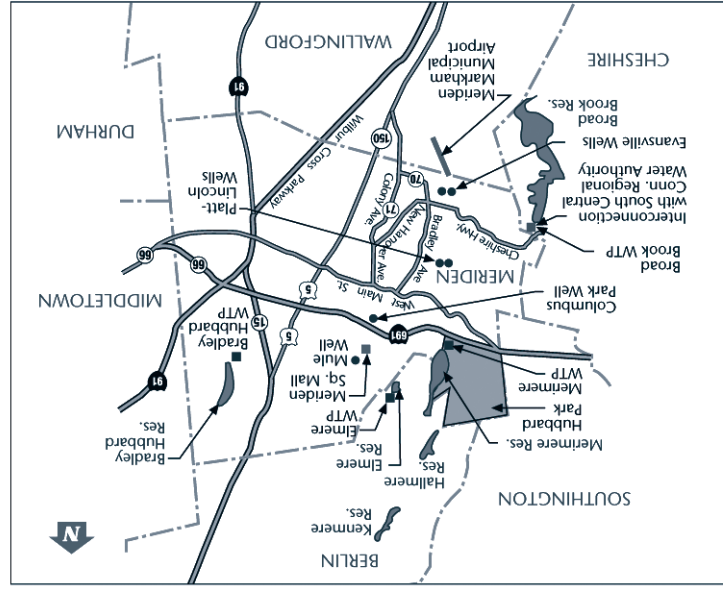 BERLIN
N
Kenmere
Res.
SOUTHINGTON
Hallmere
Res.
Elmere
Res.
Elmere
WTP
Bradley
Hubbard
Res.
Merimere Res.
Hubbard
Park
Merimere
WTP
Meriden
Sq. Mall
Mule
Well
Bradley
Hubbard
WTP
91
691
5
15
5
Columbus
Park Well
MIDDLETOWN
West Main St.
66
66
MERIDEN
Broad
Brook WTP
Interconnection
with South Central
Conn. Regional
Water Authority
Cheshire Hwy.
Bradley Ave
New Hanover Ave.
71
Colony Ave.
70
Platt-
Lincoln
Wells
Evansville Wells
Broad
Brook Res.
150
Wilbur Cross Parkway
DURHAM
Meriden
Markham
Municipal
Airport
91
CHESHIRE
WALLINGFORD